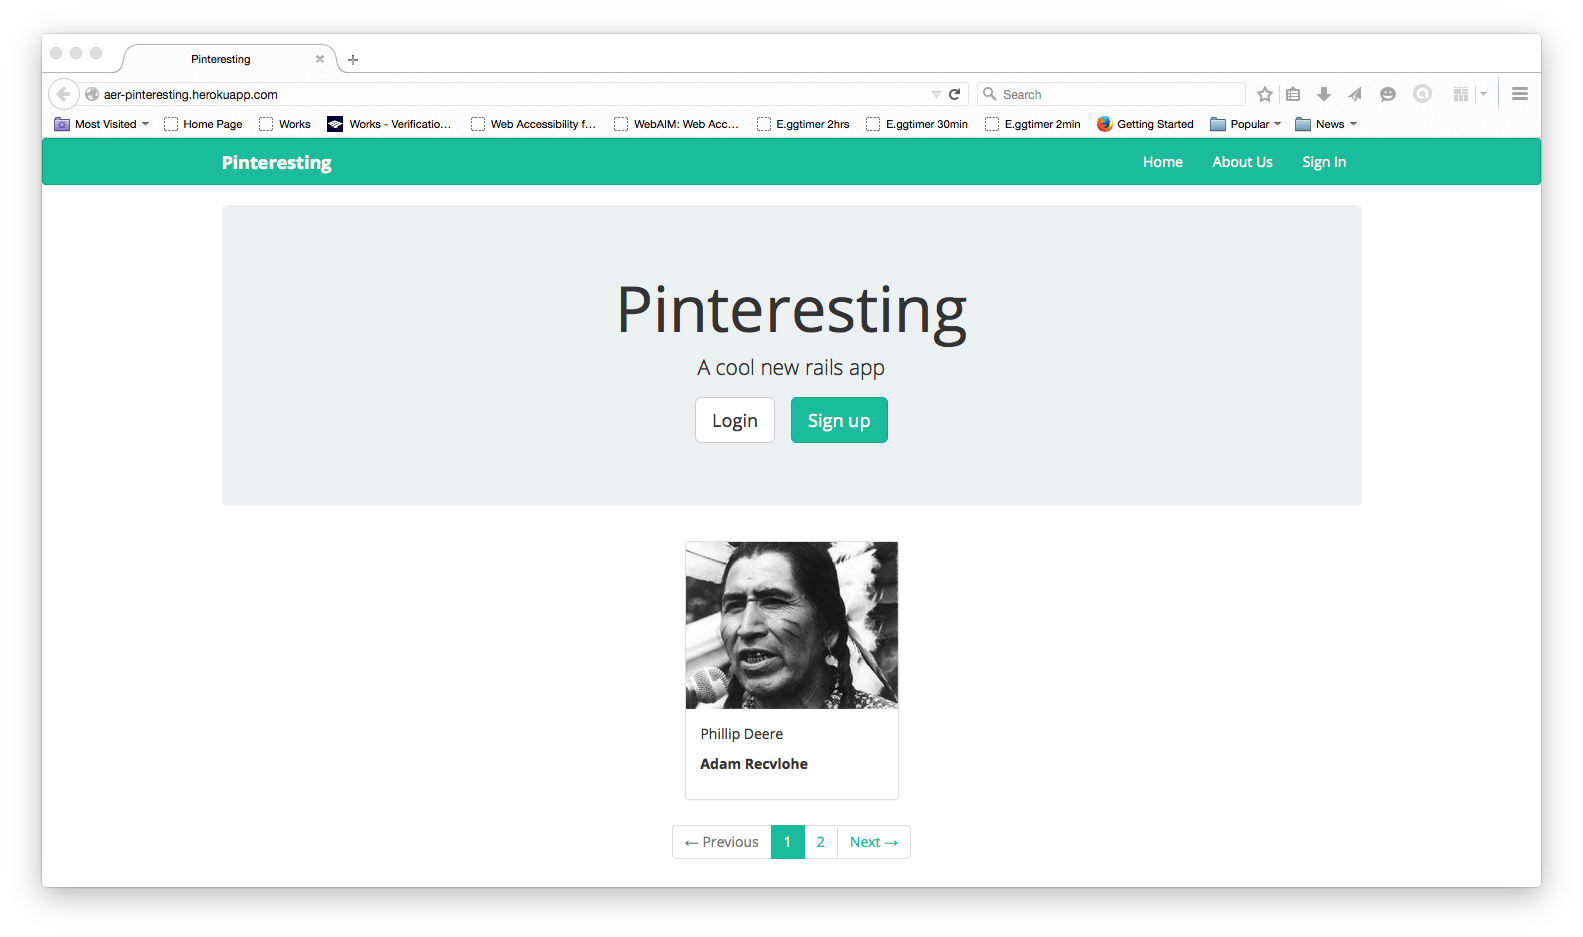 Pinteresting
aer-pinteresting.herokuapp.com
Search
Most Visited Home Page Works Works - Verificatio... Web Accessibility f... WebAIM: Web Acc... E.ggtimer 2hrs E.ggtimer 30min E.ggtimer 2min Getting Started Popular News
Pinteresting Home About Us Sign In
Pinteresting
A cool new rails app
Login Sign up
Phillip Deere
Adam Recvlohe
← Previous 1 2 Next →